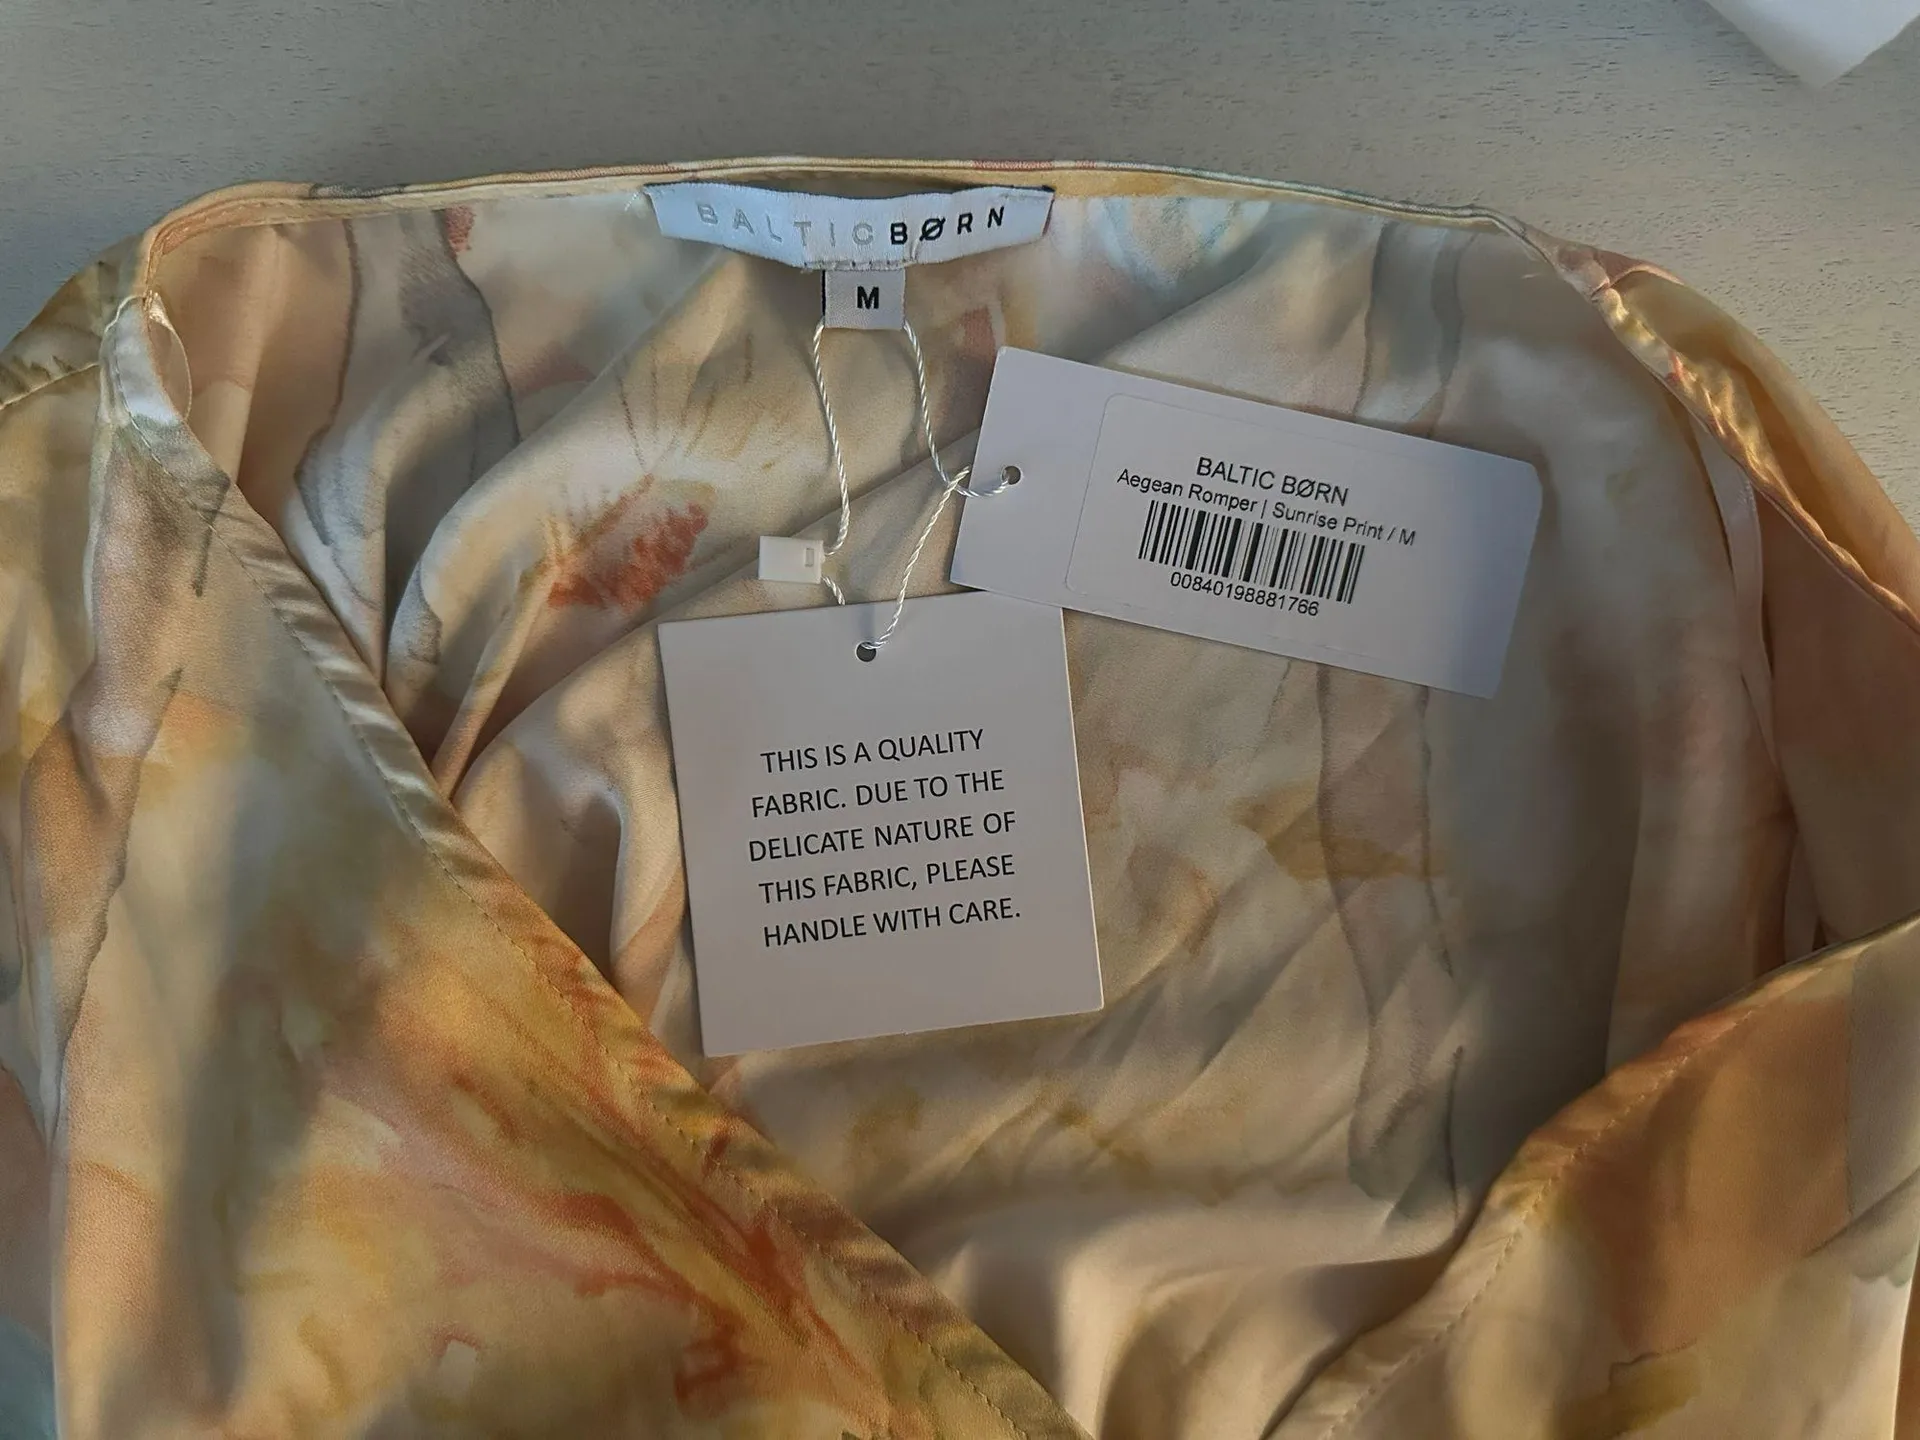 BALTICBØRN
M
BALTIC BØRN
Aegean Romper | Sunrise Print / M
00840198881766
THIS IS A QUALITY
FABRIC. DUE TO THE
DELICATE NATURE OF
THIS FABRIC, PLEASE
HANDLE WITH CARE.